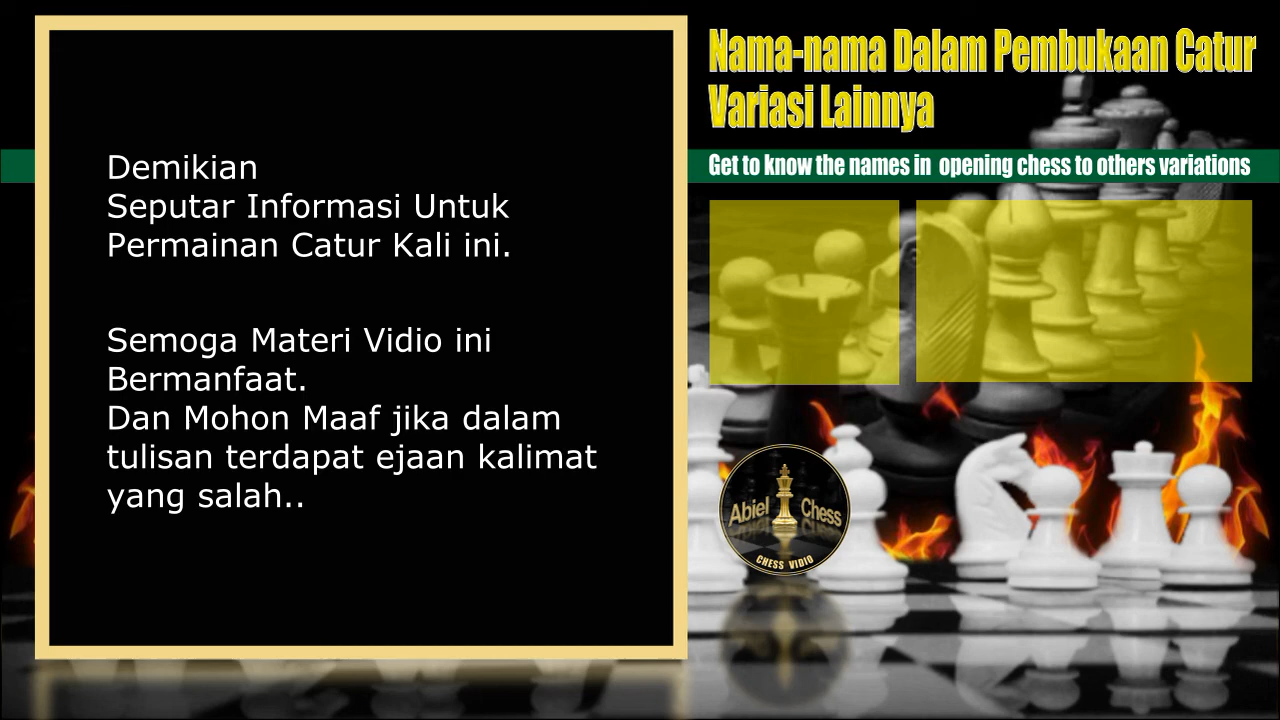 Demikian
Seputar Informasi Untuk
Permainan Catur Kali ini.
Semoga Materi Vidio ini
Bermanfaat.
Dan Mohon Maaf jika dalam
tulisan terdapat ejaan kalimat
yang salah..
Nama-nama Dalam Pembukaan Catur
Variasi Lainnya
Get to know the names in opening chess to others variations
Abiel Chess
CHESS VIDIO